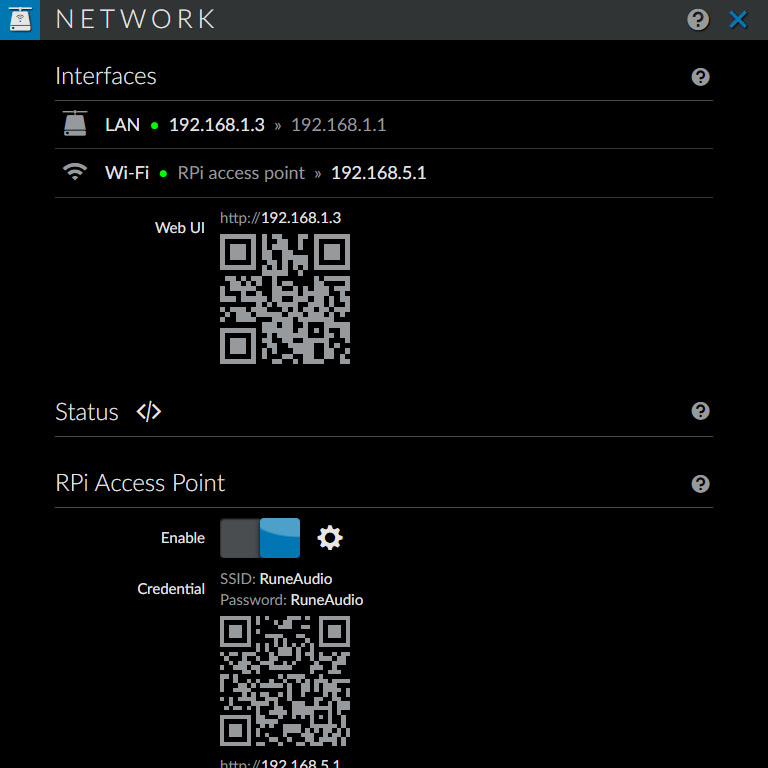 NETWORK
Interfaces
LAN 192.168.1.3 » 192.168.1.1
Wi-Fi RPi access point » 192.168.5.1
Web UI http://192.168.1.3
Status </>
RPi Access Point
Enable
Credential SSID: RuneAudio
Password: RuneAudio
http://192.168.5.1